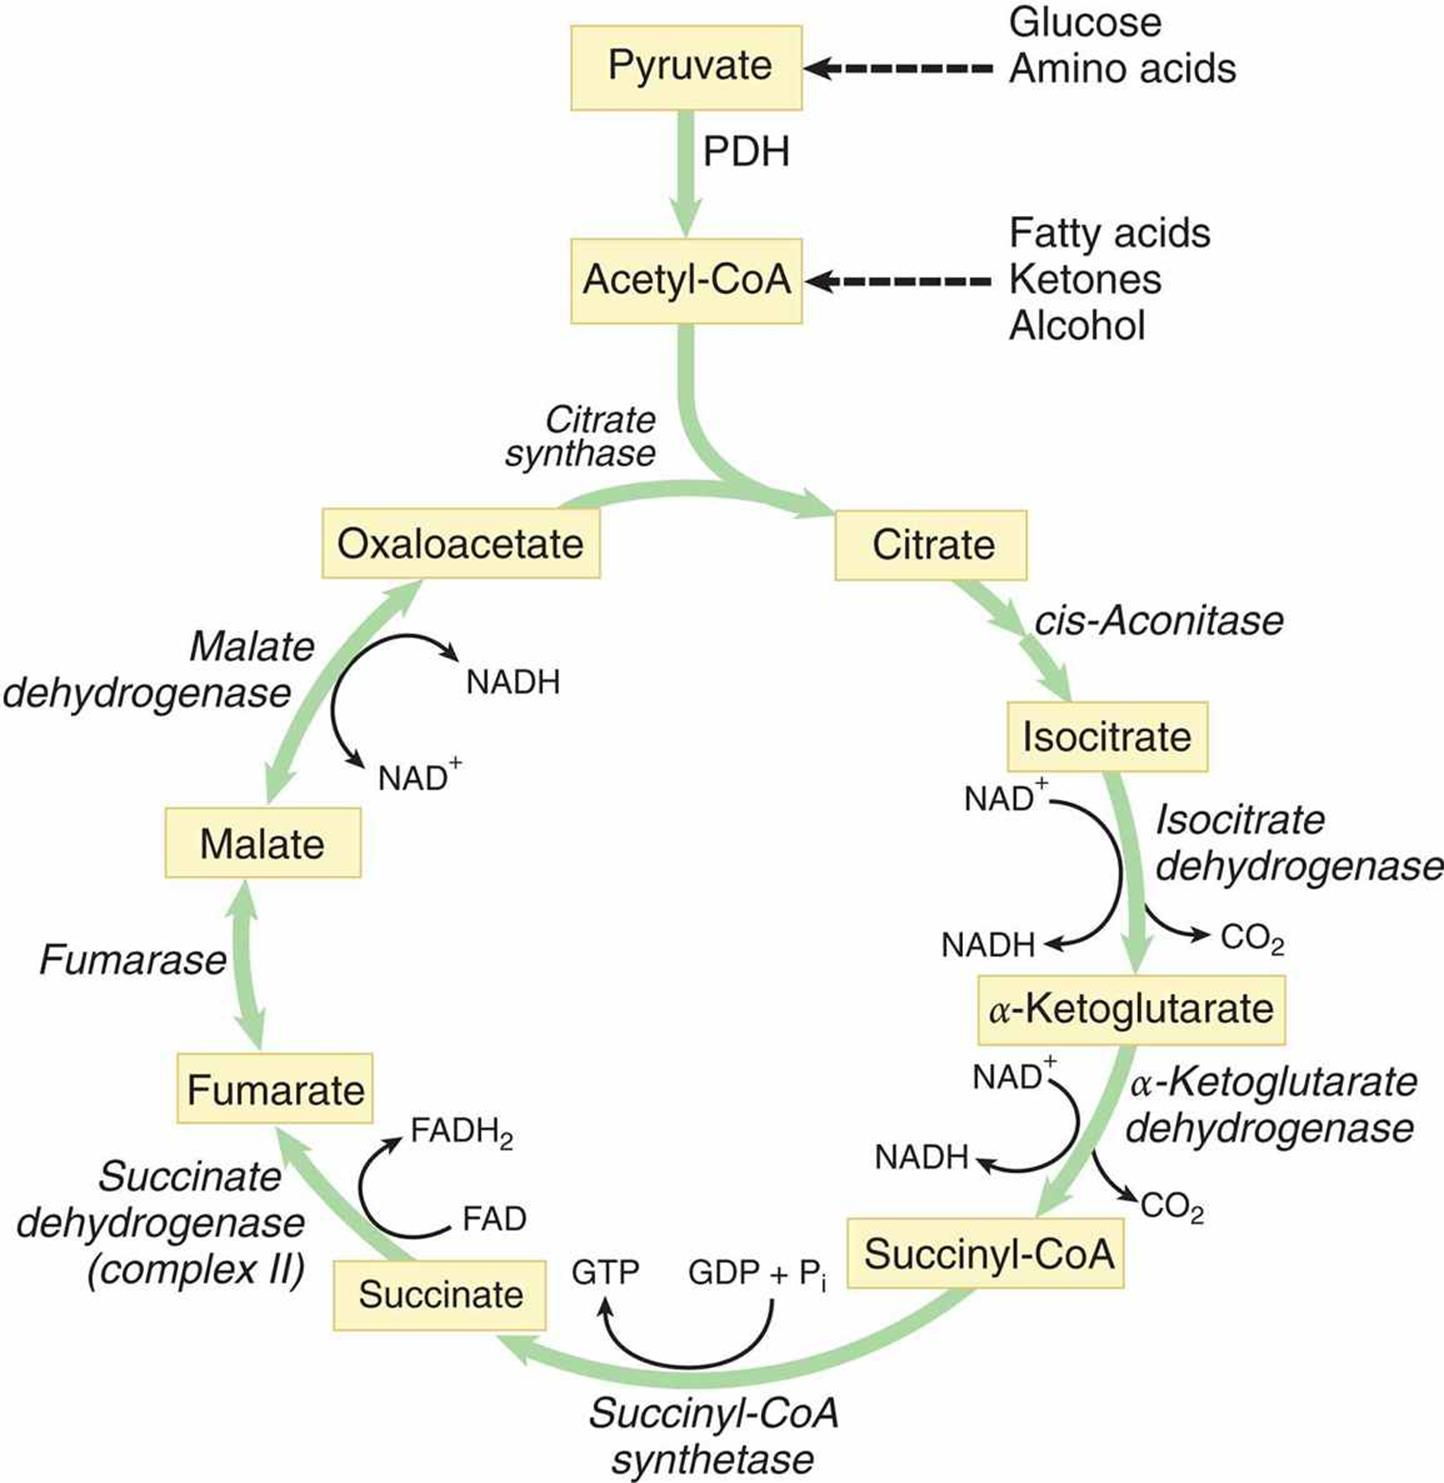 Glucose
Pyruvate
Amino acids
PDH
Fatty acids
Acetyl-CoA
Ketones
Alcohol
Citrate
synthase
Oxaloacetate
Citrate
cis-Aconitase
Malate
dehydrogenase
NADH
NAD+
Isocitrate
NAD+
Isocitrate
dehydrogenase
NADH
CO2
Malate
Fumarase
α-Ketoglutarate
NAD+
α-Ketoglutarate
dehydrogenase
NADH
CO2
Fumarate
FADH2
FAD
Succinate
dehydrogenase
(complex II)
Succinyl-CoA
GTP
GDP + Pi
Succinate
Succinyl-CoA
synthetase